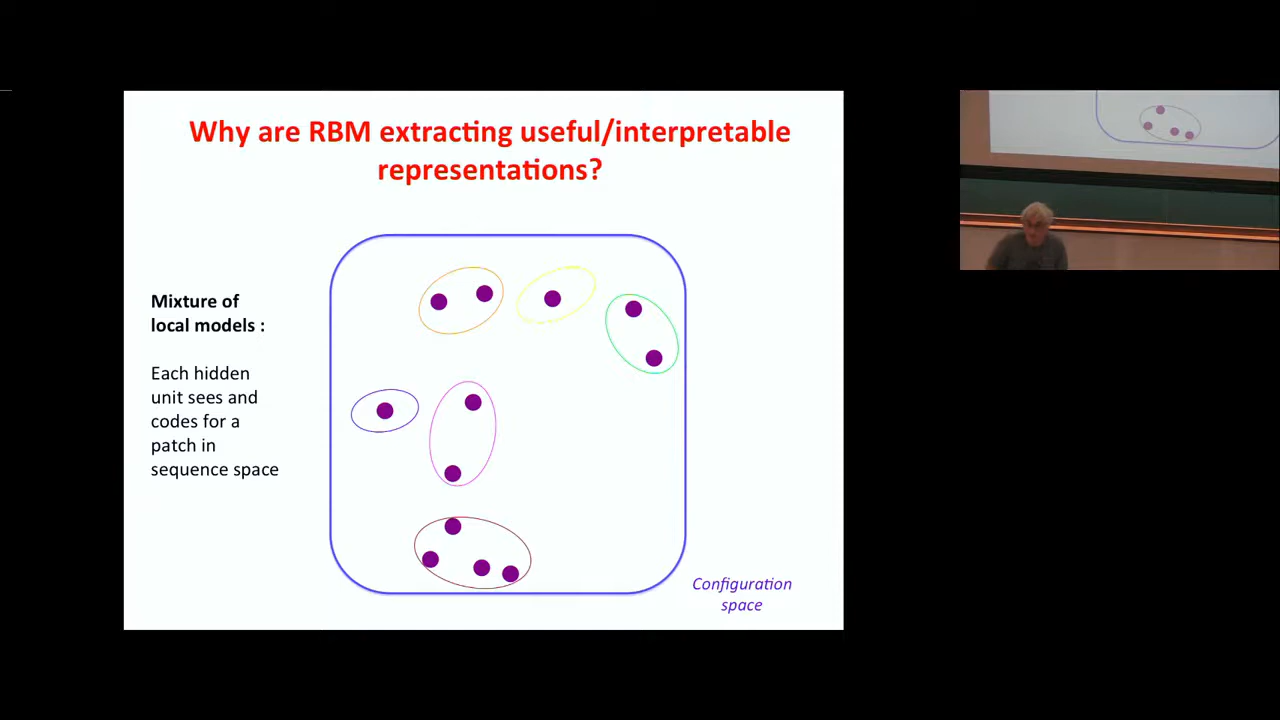 Why are RBM extracting useful/interpretable
representations?
Mixture of
local models :
Each hidden
unit sees and
codes for a
patch in
sequence space
Configuration
space